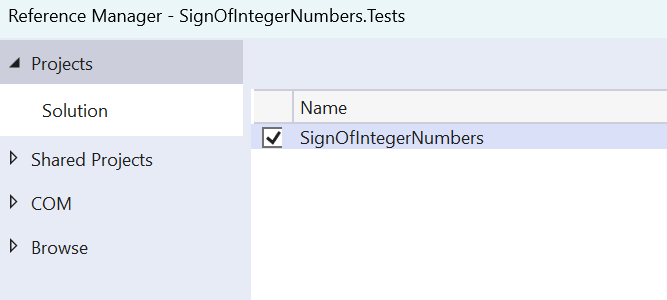 Reference Manager - SignOfIntegerNumbers.Tests
Projects
Solution
Shared Projects
COM
Browse
Name
SignOfIntegerNumbers